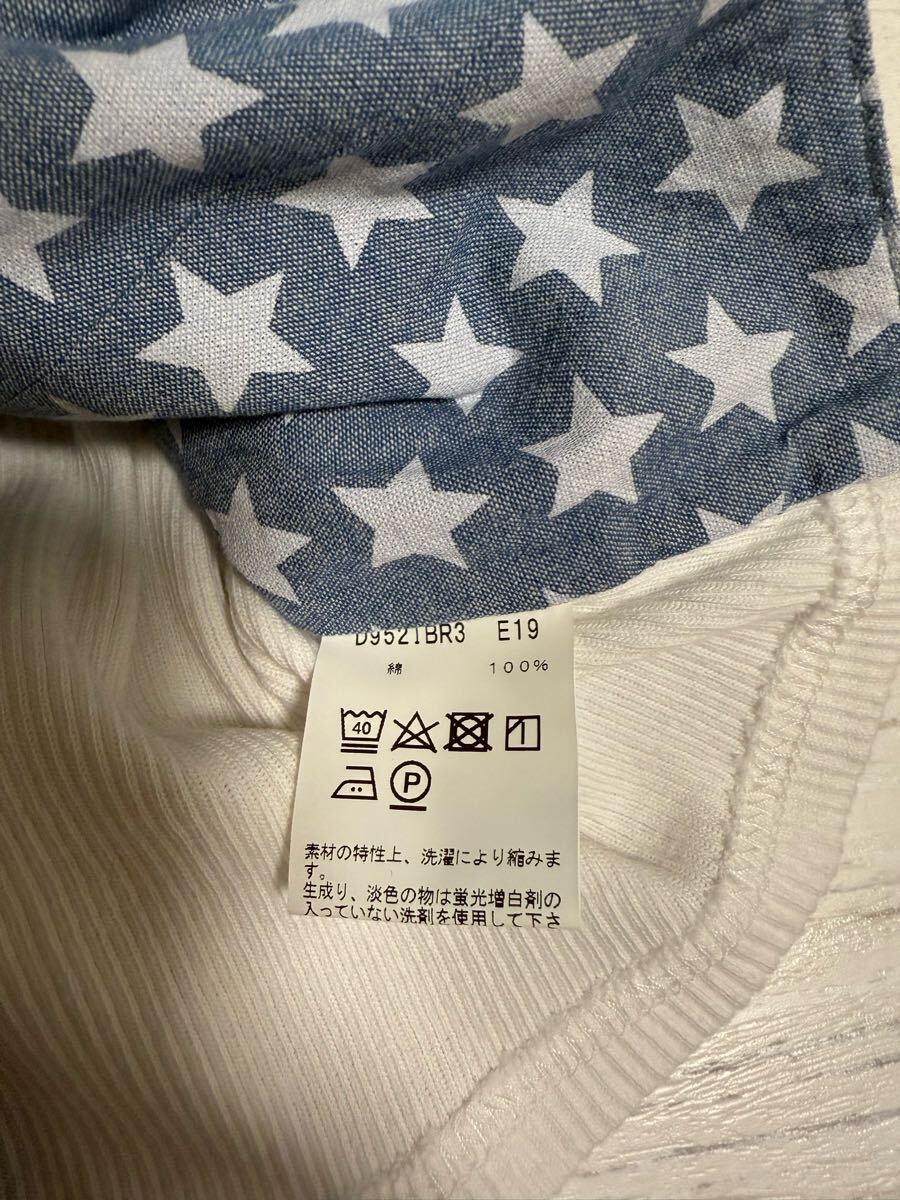 D9521BR3 E19
綿 100%
40
P
素材の特性上、洗濯により縮みま
す。
生成り、淡色の物は蛍光増白剤の
入っていない洗剤を使用して下さ